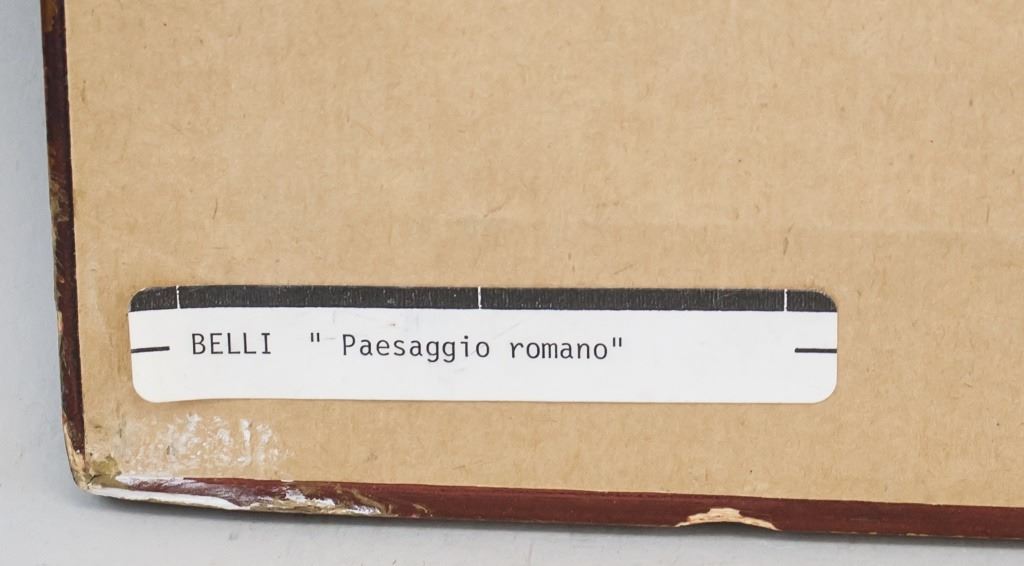 BELLI " Paesaggio romano"